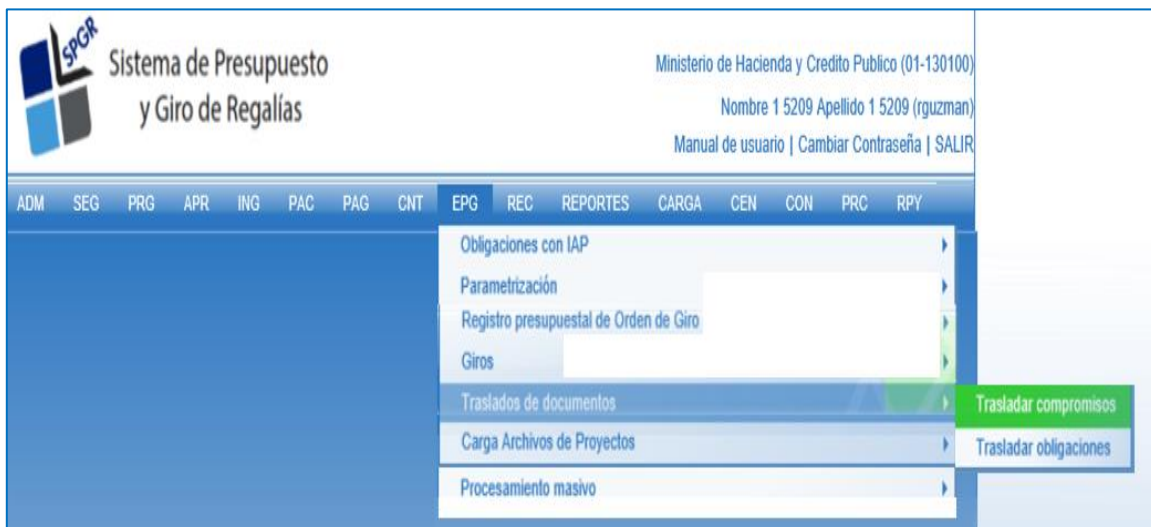 SPGR
Sistema de Presupuesto
y Giro de Regalías
Ministerio de Hacienda y Credito Publico (01-130100)
Nombre 1 5209 Apellido 1 5209 (rguzman)
Manual de usuario | Cambiar Contraseña | SALIR
ADM SEG PRG APR ING PAC PAG CNT EPG REC REPORTES CARGA CEN CON PRC RPY
Obligaciones con IAP
Parametrización
Registro presupuestal de Orden de Giro
Giros
Traslados de documentos
Trasladar compromisos
Carga Archivos de Proyectos
Trasladar obligaciones
Procesamiento masivo